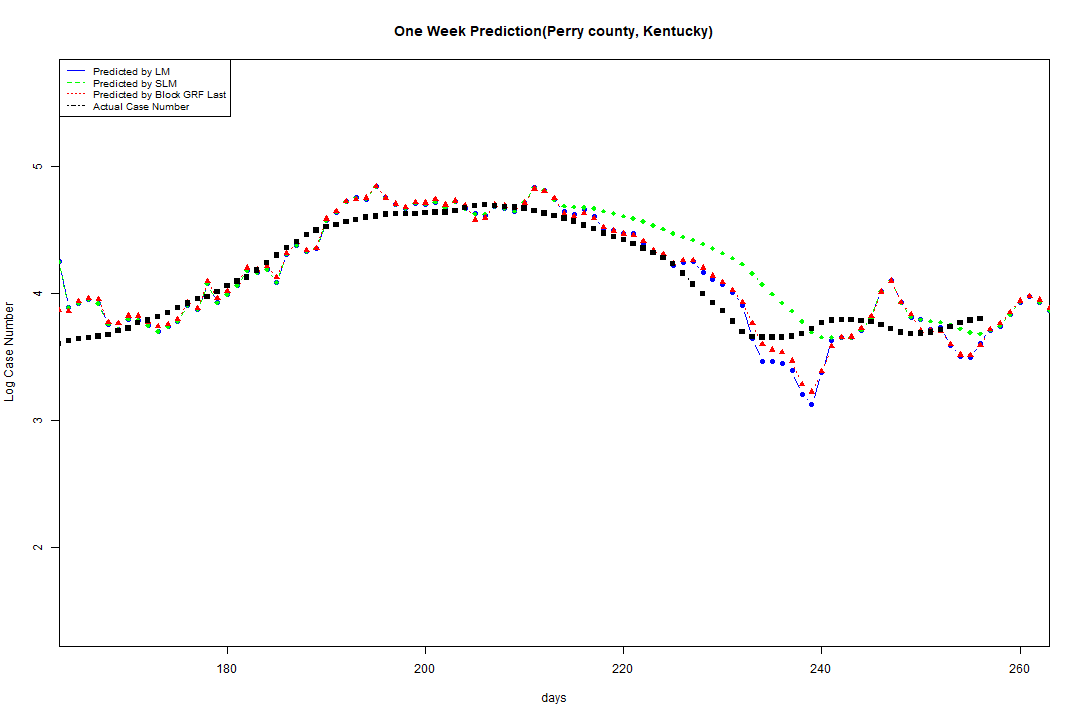 One Week Prediction(Perry county, Kentucky)
Predicted by LM
Predicted by SLM
Predicted by Block GRF Last
Actual Case Number
5
4
3
2
Log Case Number
180 200 220 240 260
days